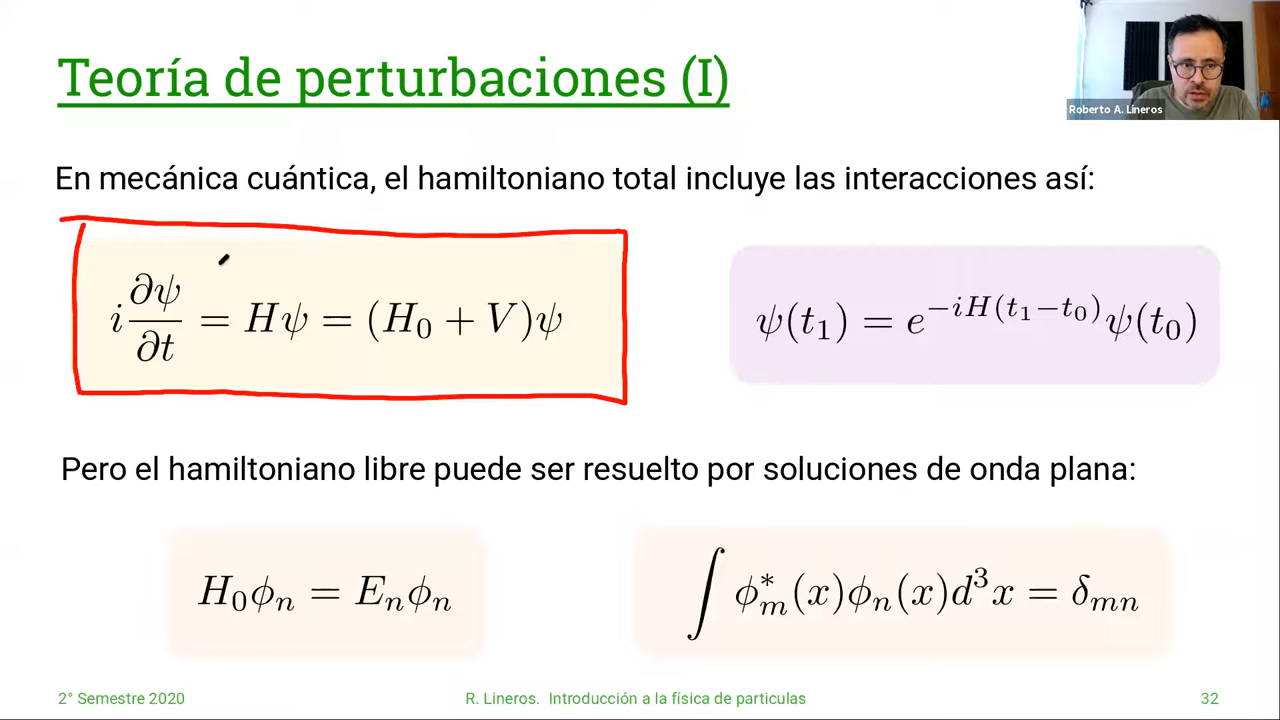 Teoría de perturbaciones (I)
Roberto A. Lineros
En mecánica cuántica, el hamiltoniano total incluye las interacciones así:
i ∂ψ/∂t = Hψ = (H₀ + V)ψ
ψ(t₁) = e^{−iH(t₁−t₀)}ψ(t₀)
Pero el hamiltoniano libre puede ser resuelto por soluciones de onda plana:
H₀ϕₙ = Eₙϕₙ
∫ ϕ*ₘ(x)ϕₙ(x)d³x = δₘₙ
2° Semestre 2020
R. Lineros. Introducción a la física de particulas
32